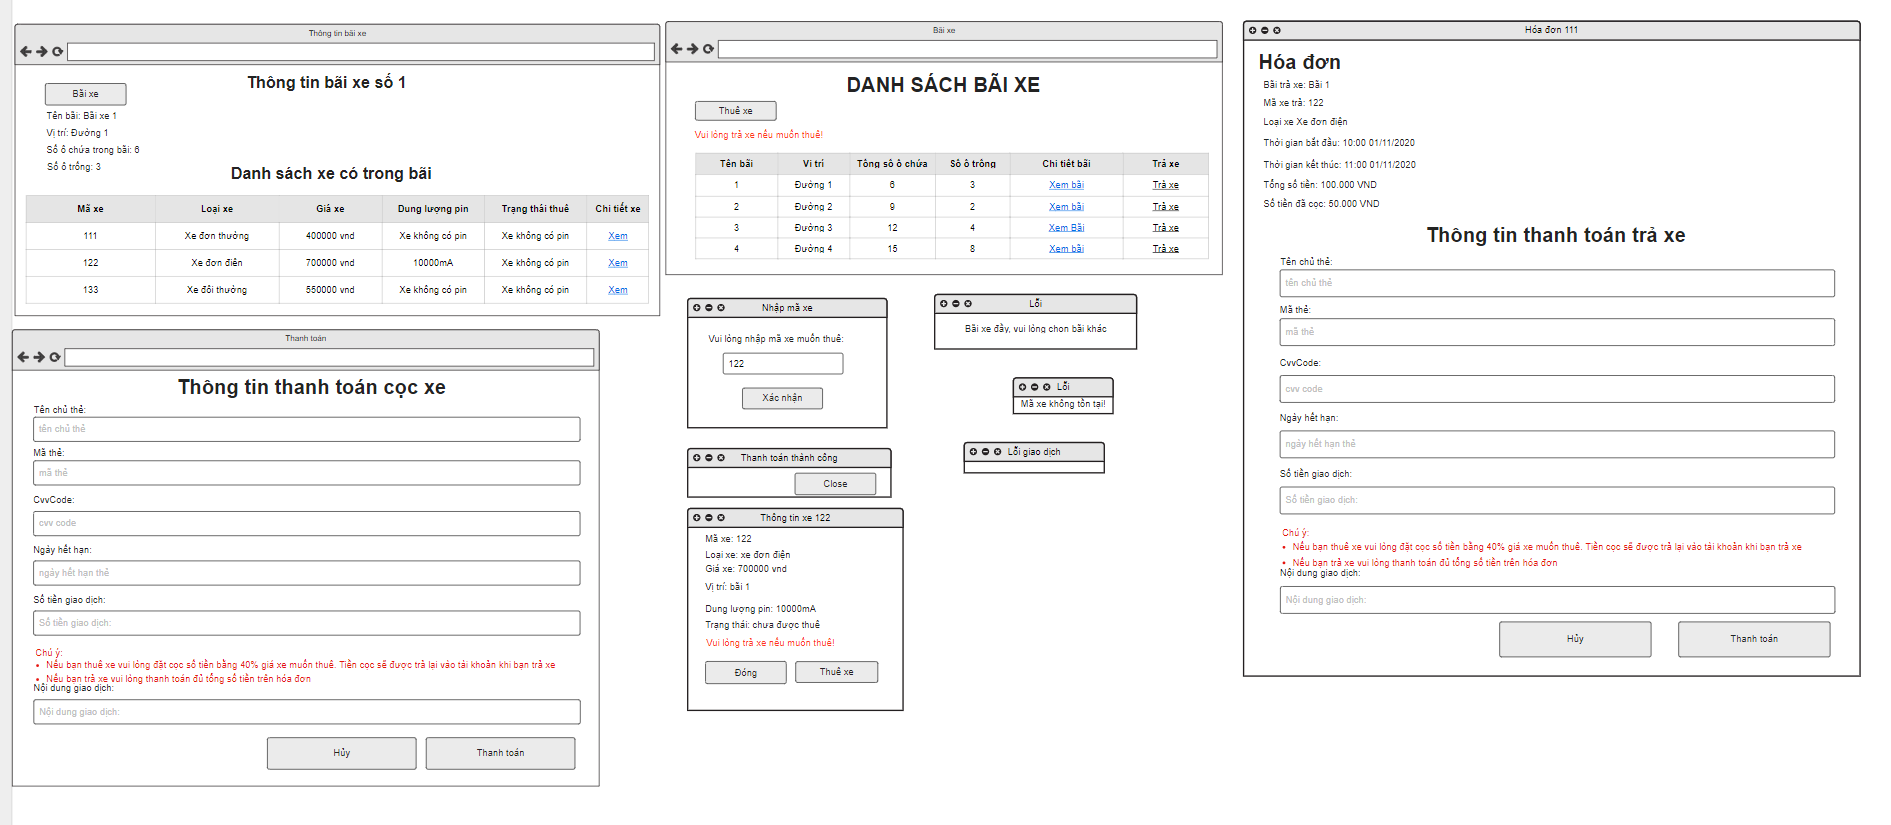 Thông tin bãi xe
Thông tin bãi xe số 1
Bãi xe
Tên bãi: Bãi xe 1
Vị trí: Đường 1
Số ô chứa trong bãi: 6
Số ô trống: 3
Danh sách xe có trong bãi
Mã xe Loại xe Giá xe Dung lượng pin Trạng thái thuê Chi tiết xe
111 Xe đơn thường 400000 vnd Xe không có pin Xe không có pin Xem
122 Xe đơn điên 700000 vnd 10000mA Xe không có pin Xem
133 Xe đôi thường 550000 vnd Xe không có pin Xe không có pin Xem
Bãi xe
DANH SÁCH BÃI XE
Thuê xe
Vui lòng trả xe nếu muốn thuê!
Tên bãi Vị trí Tổng số ô chứa Số ô trống Chi tiết bãi Trả xe
1 Đường 1 6 3 Xem bãi Trả xe
2 Đường 2 9 2 Xem bãi Trả xe
3 Đường 3 12 4 Xem Bãi Trả xe
4 Đường 4 15 8 Xem bãi Trả xe
Thanh toán
Thông tin thanh toán cọc xe
Tên chủ thẻ:
tên chủ thẻ
Mã thẻ:
mã thẻ
CvvCode:
cvv code
Ngày hết hạn:
ngày hết hạn thẻ
Số tiền giao dịch:
Số tiền giao dịch:
Chú ý:
• Nếu bạn thuê xe vui lòng đặt cọc số tiền bằng 40% giá xe muốn thuê. Tiền cọc sẽ được trả lại vào tài khoản khi bạn trả xe
• Nếu bạn trả xe vui lòng thanh toán đủ tổng số tiền trên hóa đơn
Nội dung giao dịch:
Nội dung giao dịch:
Hủy Thanh toán
Nhập mã xe
Vui lòng nhập mã xe muốn thuê:
122
Xác nhận
Lỗi
Bãi xe đầy, vui lòng chọn bãi khác
Lỗi
Mã xe không tồn tại!
Thanh toán thành công
Close
Lỗi giao dịch
Thông tin xe 122
Mã xe: 122
Loại xe: xe đơn điện
Giá xe: 700000 vnd
Vị trí: bãi 1
Dung lượng pin: 10000mA
Trạng thái: chưa được thuê
Vui lòng trả xe nếu muốn thuê!
Đóng Thuê xe
Hóa đơn 111
Hóa đơn
Bãi trả xe: Bãi 1
Mã xe trả: 122
Loại xe Xe đơn điện
Thời gian bắt đầu: 10:00 01/11/2020
Thời gian kết thúc: 11:00 01/11/2020
Tổng số tiền: 100.000 VND
Số tiền đã cọc: 50.000 VND
Thông tin thanh toán trả xe
Tên chủ thẻ:
tên chủ thẻ
Mã thẻ:
mã thẻ
CvvCode:
cvv code
Ngày hết hạn:
ngày hết hạn thẻ
Số tiền giao dịch:
Số tiền giao dịch:
Chú ý:
• Nếu bạn thuê xe vui lòng đặt cọc số tiền bằng 40% giá xe muốn thuê. Tiền cọc sẽ được trả lại vào tài khoản khi bạn trả xe
• Nếu bạn trả xe vui lòng thanh toán đủ tổng số tiền trên hóa đơn
Nội dung giao dịch:
Nội dung giao dịch:
Hủy Thanh toán